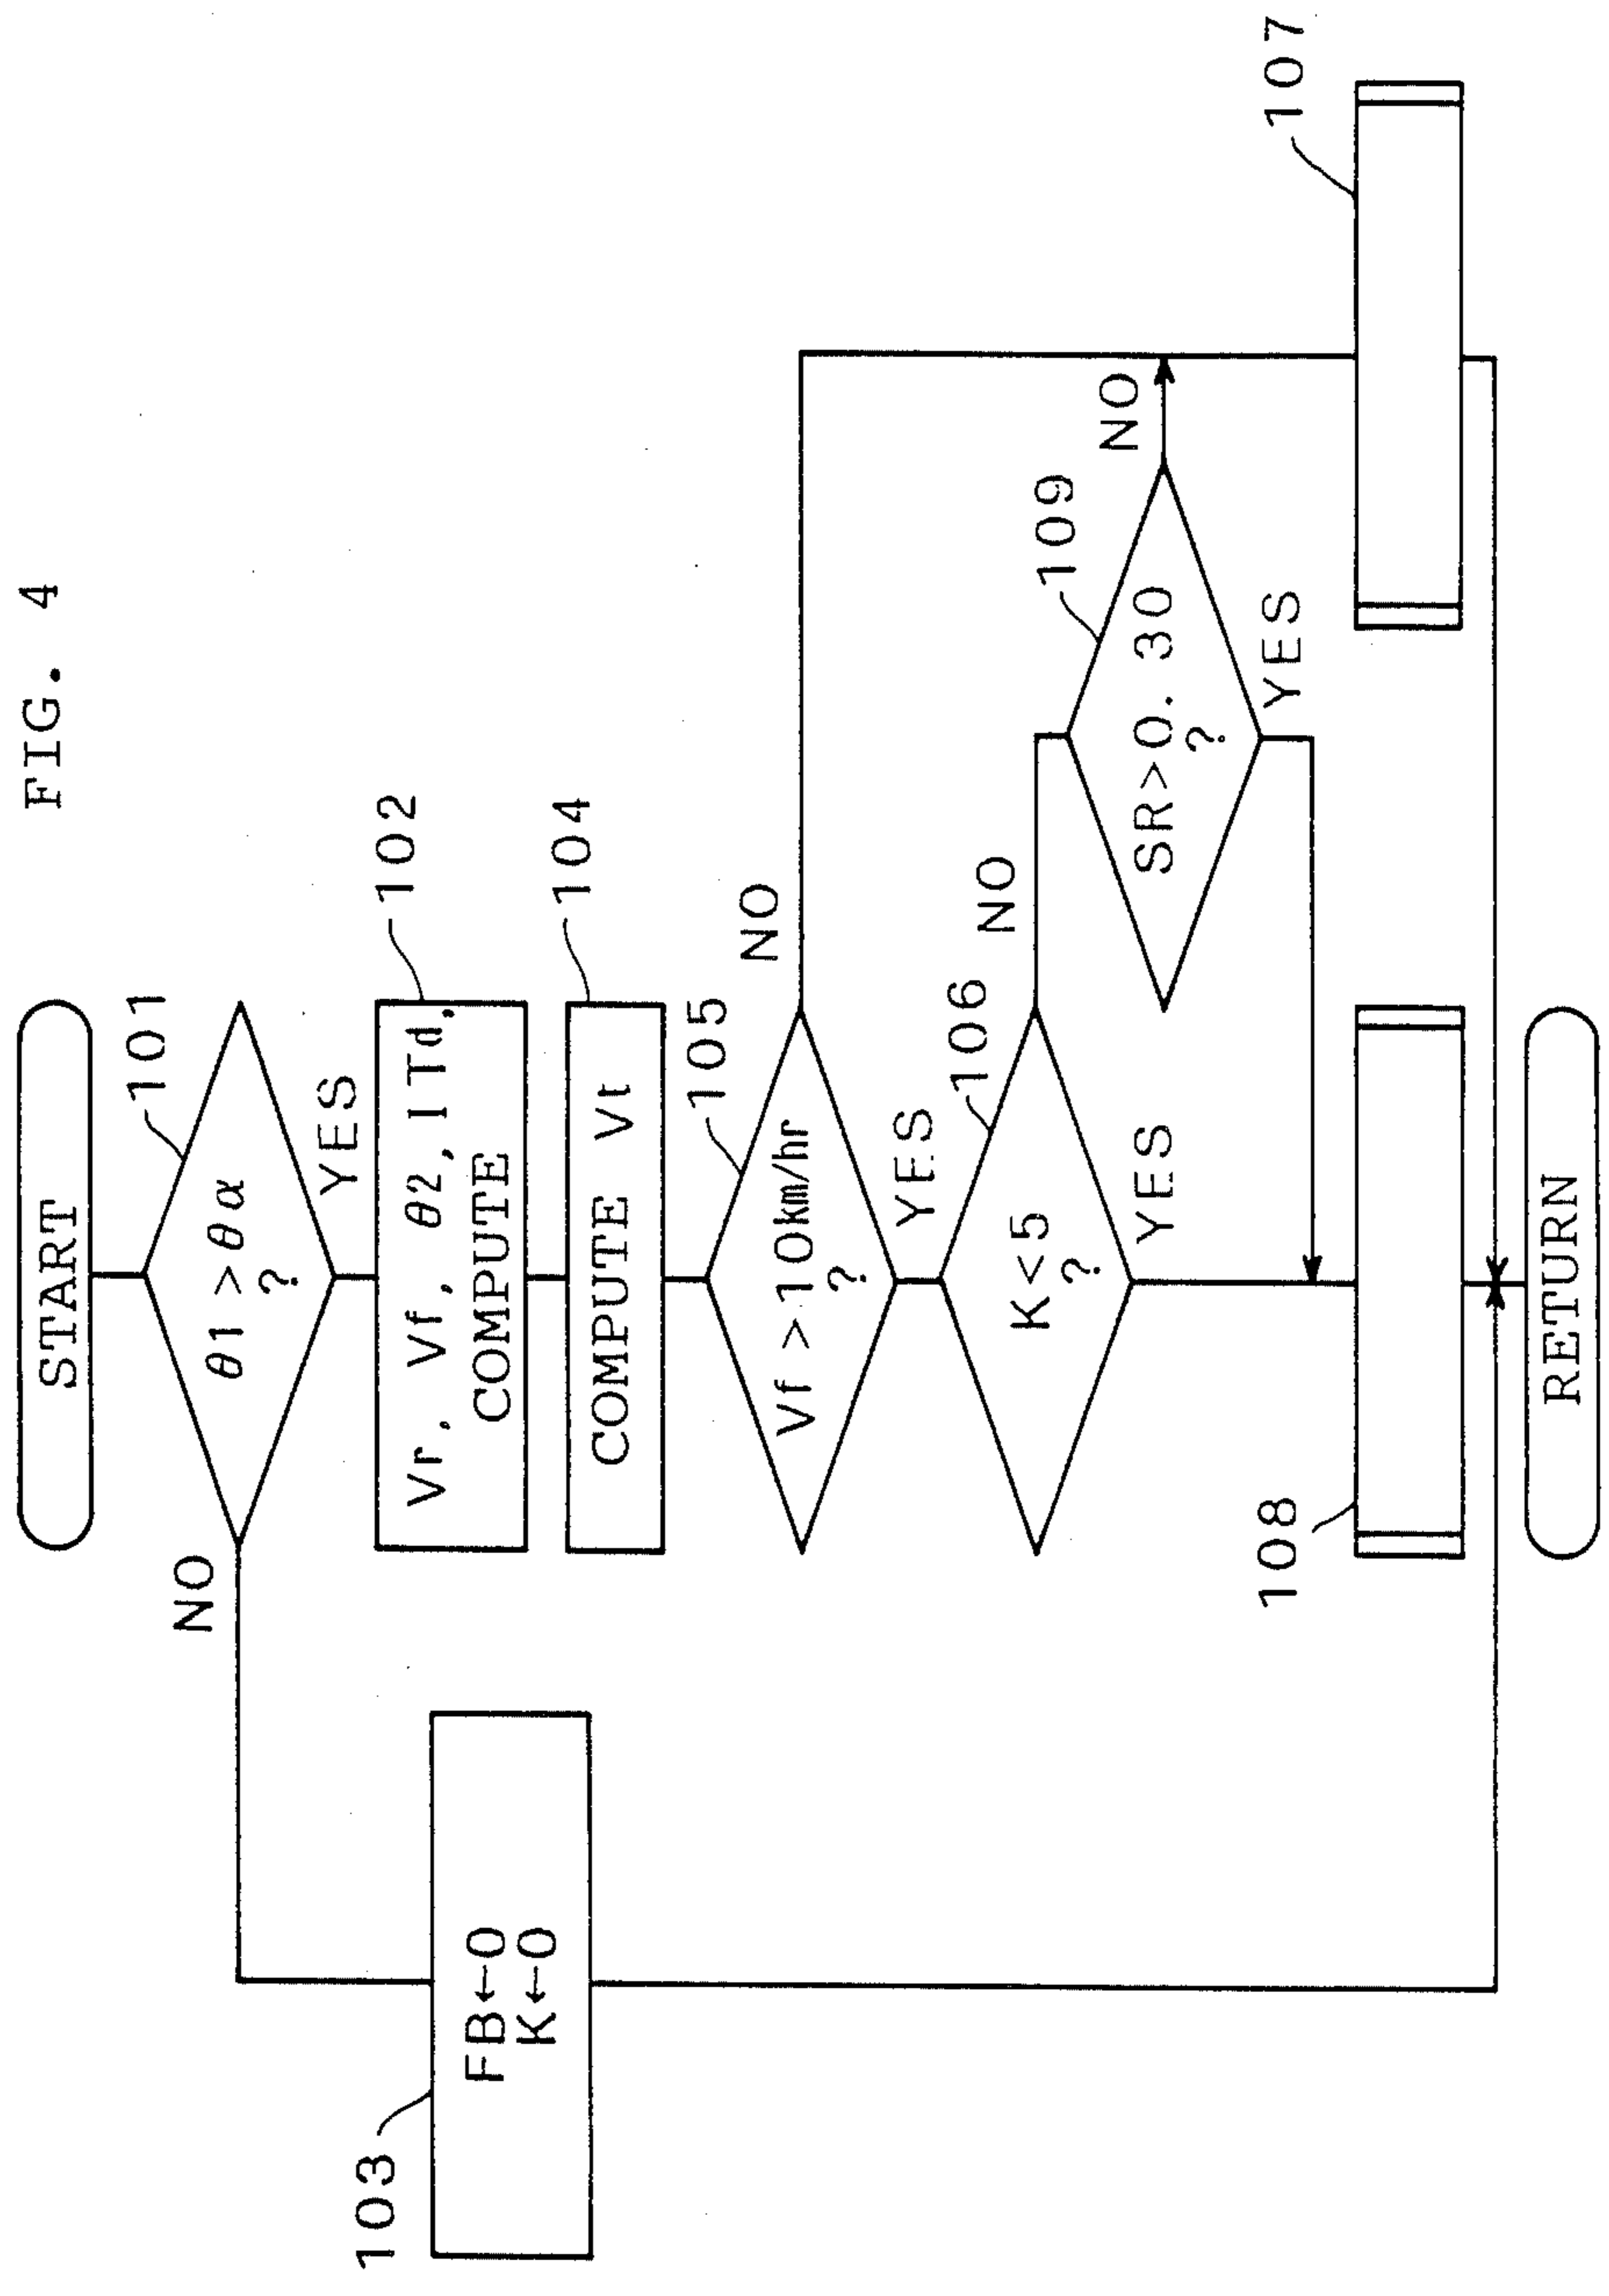 FIG. 4
START
101
θ1 > θα
?
NO
YES
102
Vr, Vf, θ2, ITd,
COMPUTE
103
FB←0
K←0
104
COMPUTE Vt
105
Vf >10km/hr
?
NO
YES
106
K<5
?
NO
YES
109
SR>0. 30
?
NO
YES
108
107
RETURN